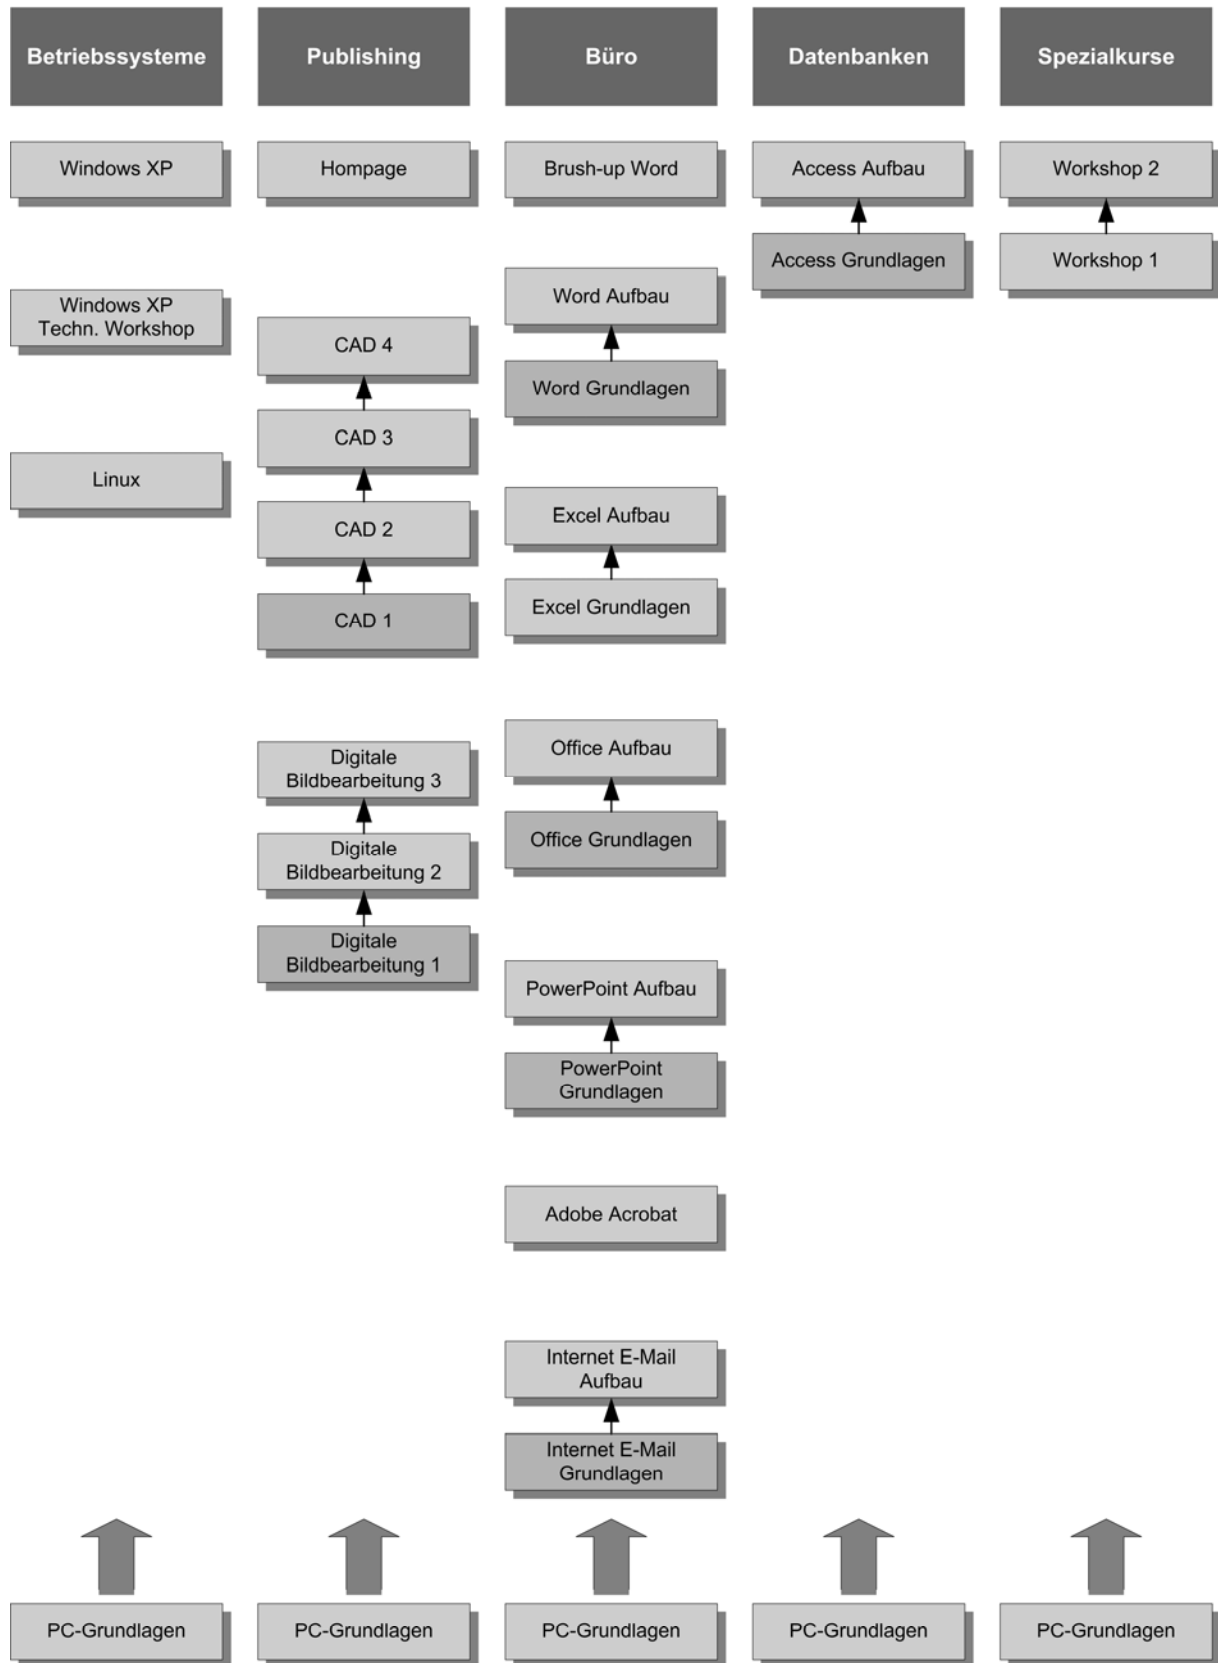 Betriebssysteme
Publishing
Büro
Datenbanken
Spezialkurse
Windows XP
Hompage
Brush-up Word
Access Aufbau
Workshop 2
Access Grundlagen
Workshop 1
Windows XP
Techn. Workshop
Word Aufbau
CAD 4
Word Grundlagen
CAD 3
Linux
CAD 2
Excel Aufbau
CAD 1
Excel Grundlagen
Digitale
Bildbearbeitung 3
Office Aufbau
Digitale
Bildbearbeitung 2
Office Grundlagen
Digitale
Bildbearbeitung 1
PowerPoint Aufbau
PowerPoint
Grundlagen
Adobe Acrobat
Internet E-Mail
Aufbau
Internet E-Mail
Grundlagen
PC-Grundlagen
PC-Grundlagen
PC-Grundlagen
PC-Grundlagen
PC-Grundlagen